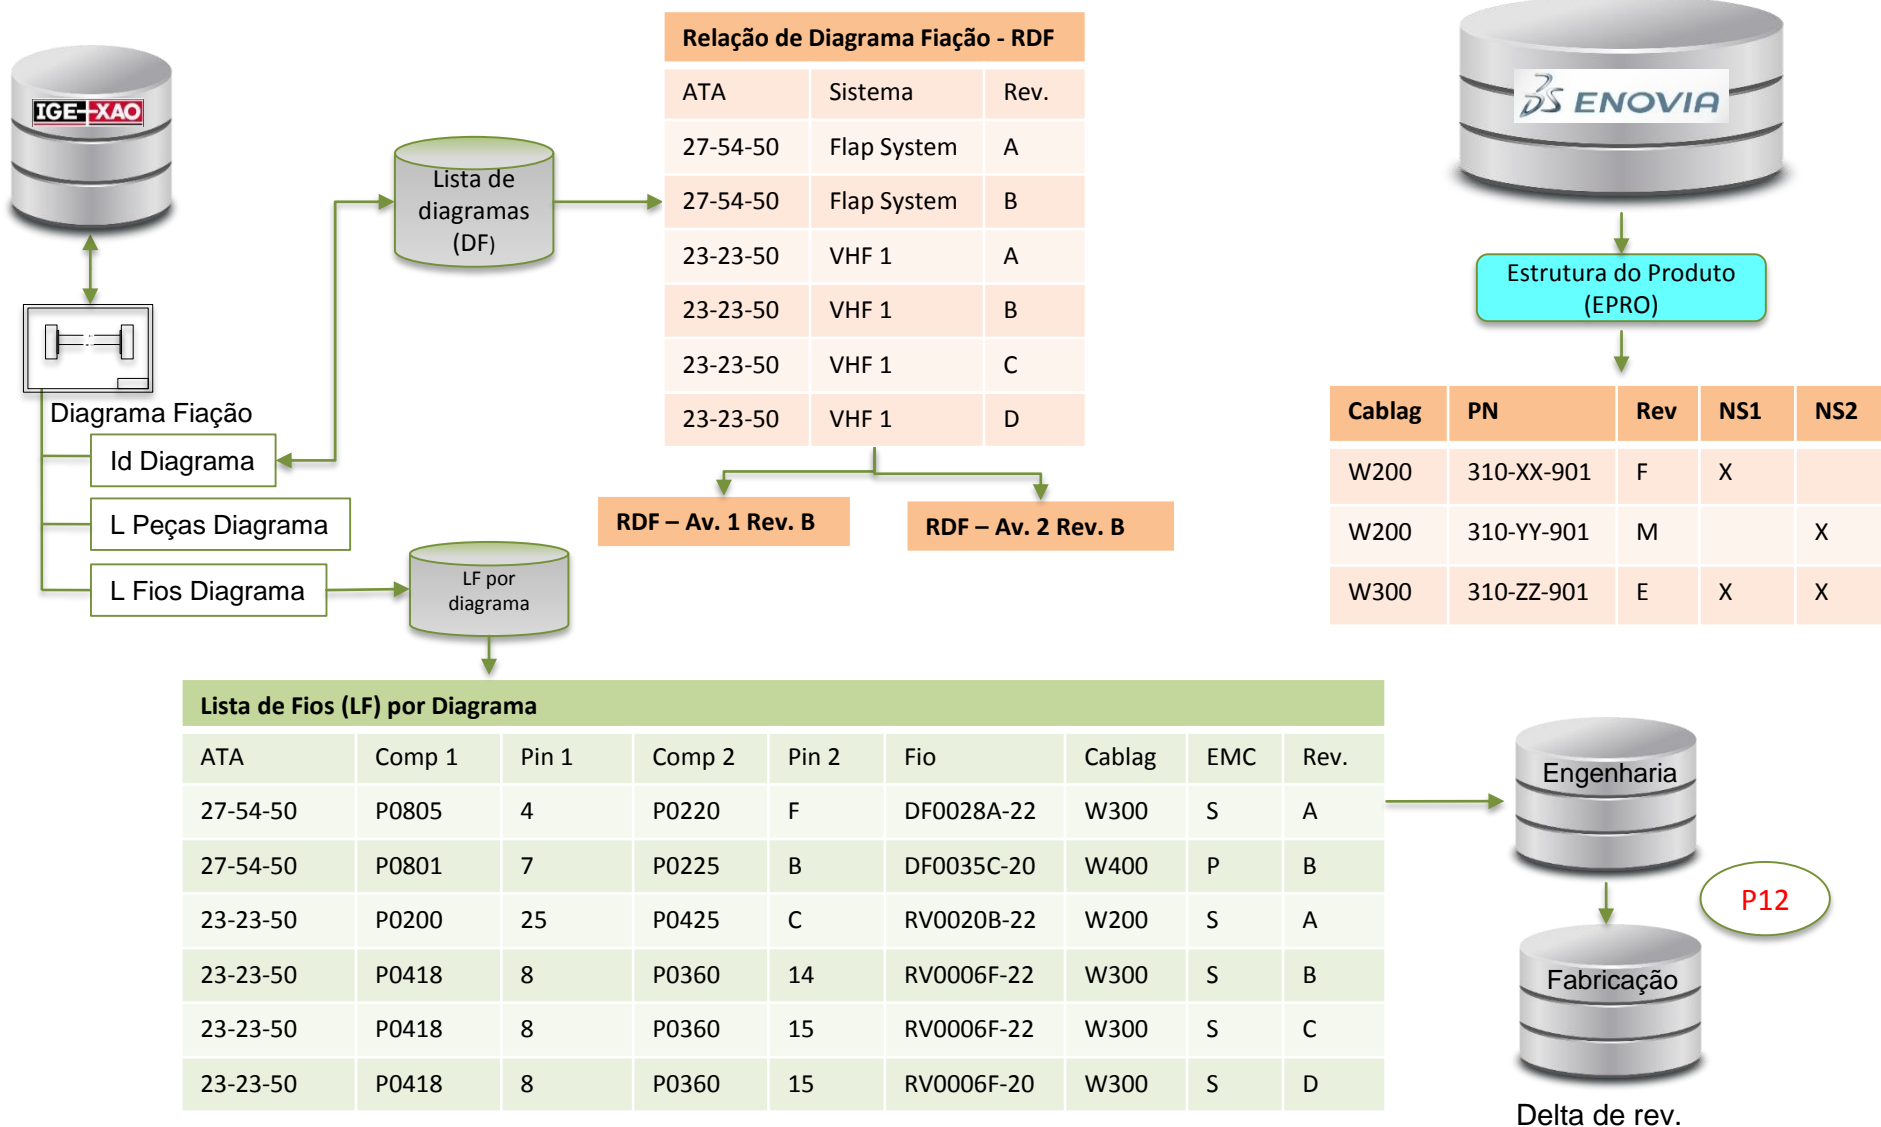 IGE+XAO
Diagrama Fiação
Id Diagrama
L Peças Diagrama
L Fios Diagrama
Lista de
diagramas
(DF)
LF por
diagrama
Relação de Diagrama Fiação - RDF
ATA Sistema Rev.
27-54-50 Flap System A
27-54-50 Flap System B
23-23-50 VHF 1 A
23-23-50 VHF 1 B
23-23-50 VHF 1 C
23-23-50 VHF 1 D
RDF – Av. 1 Rev. B
RDF – Av. 2 Rev. B
ENOVIA
Estrutura do Produto
(EPRO)
Cablag PN Rev NS1 NS2
W200 310-XX-901 F X
W200 310-YY-901 M X
W300 310-ZZ-901 E X X
Lista de Fios (LF) por Diagrama
ATA Comp 1 Pin 1 Comp 2 Pin 2 Fio Cablag EMC Rev.
27-54-50 P0805 4 P0220 F DF0028A-22 W300 S A
27-54-50 P0801 7 P0225 B DF0035C-20 W400 P B
23-23-50 P0200 25 P0425 C RV0020B-22 W200 S A
23-23-50 P0418 8 P0360 14 RV0006F-22 W300 S B
23-23-50 P0418 8 P0360 15 RV0006F-22 W300 S C
23-23-50 P0418 8 P0360 15 RV0006F-20 W300 S D
Engenharia
P12
Fabricação
Delta de rev.